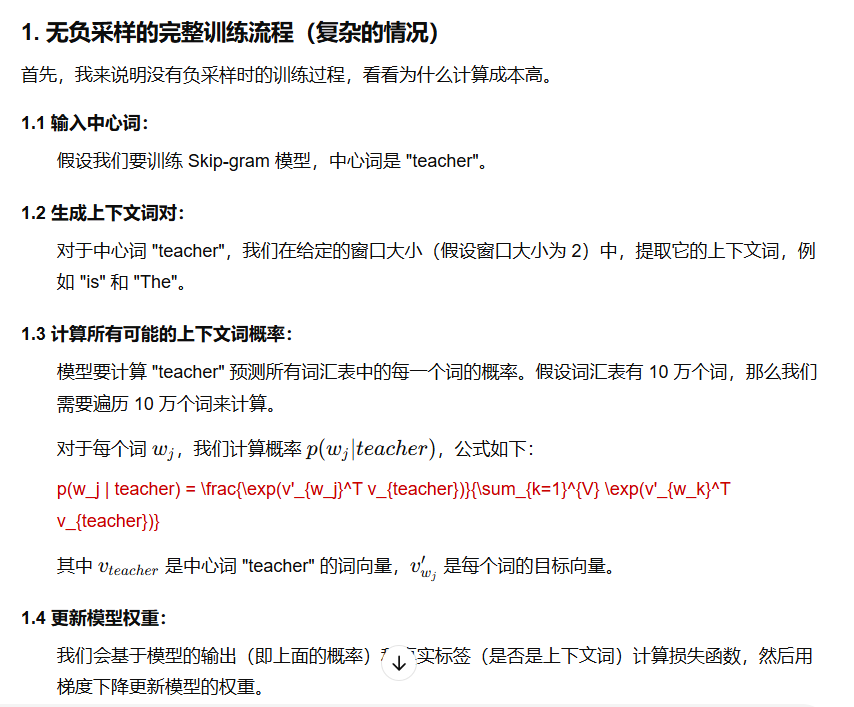 1. 无负采样的完整训练流程（复杂的情况）
首先，我来说明没有负采样时的训练过程，看看为什么计算成本高。
1.1 输入中心词：
假设我们要训练 Skip-gram 模型，中心词是 "teacher"。
1.2 生成上下文词对：
对于中心词 "teacher"，我们在给定的窗口大小（假设窗口大小为 2）中，提取它的上下文词，例
如 "is" 和 "The"。
1.3 计算所有可能的上下文词概率：
模型要计算 "teacher" 预测所有词汇表中的每一个词的概率。假设词汇表有 10 万个词，那么我们
需要遍历 10 万个词来计算。
对于每个词 w_j，我们计算概率 p(w_j|teacher)，公式如下：
p(w_j | teacher) = \frac{\exp(v'_{w_j}^T v_{teacher})}{\sum_{k=1}^{V} \exp(v'_{w_k}^T
v_{teacher})}
其中 v_{teacher} 是中心词 "teacher" 的词向量，v'_{w_j} 是每个词的目标向量。
1.4 更新模型权重：
我们会基于模型的输出（即上面的概率）实标签（是否是上下文词）计算损失函数，然后用
梯度下降更新模型的权重。